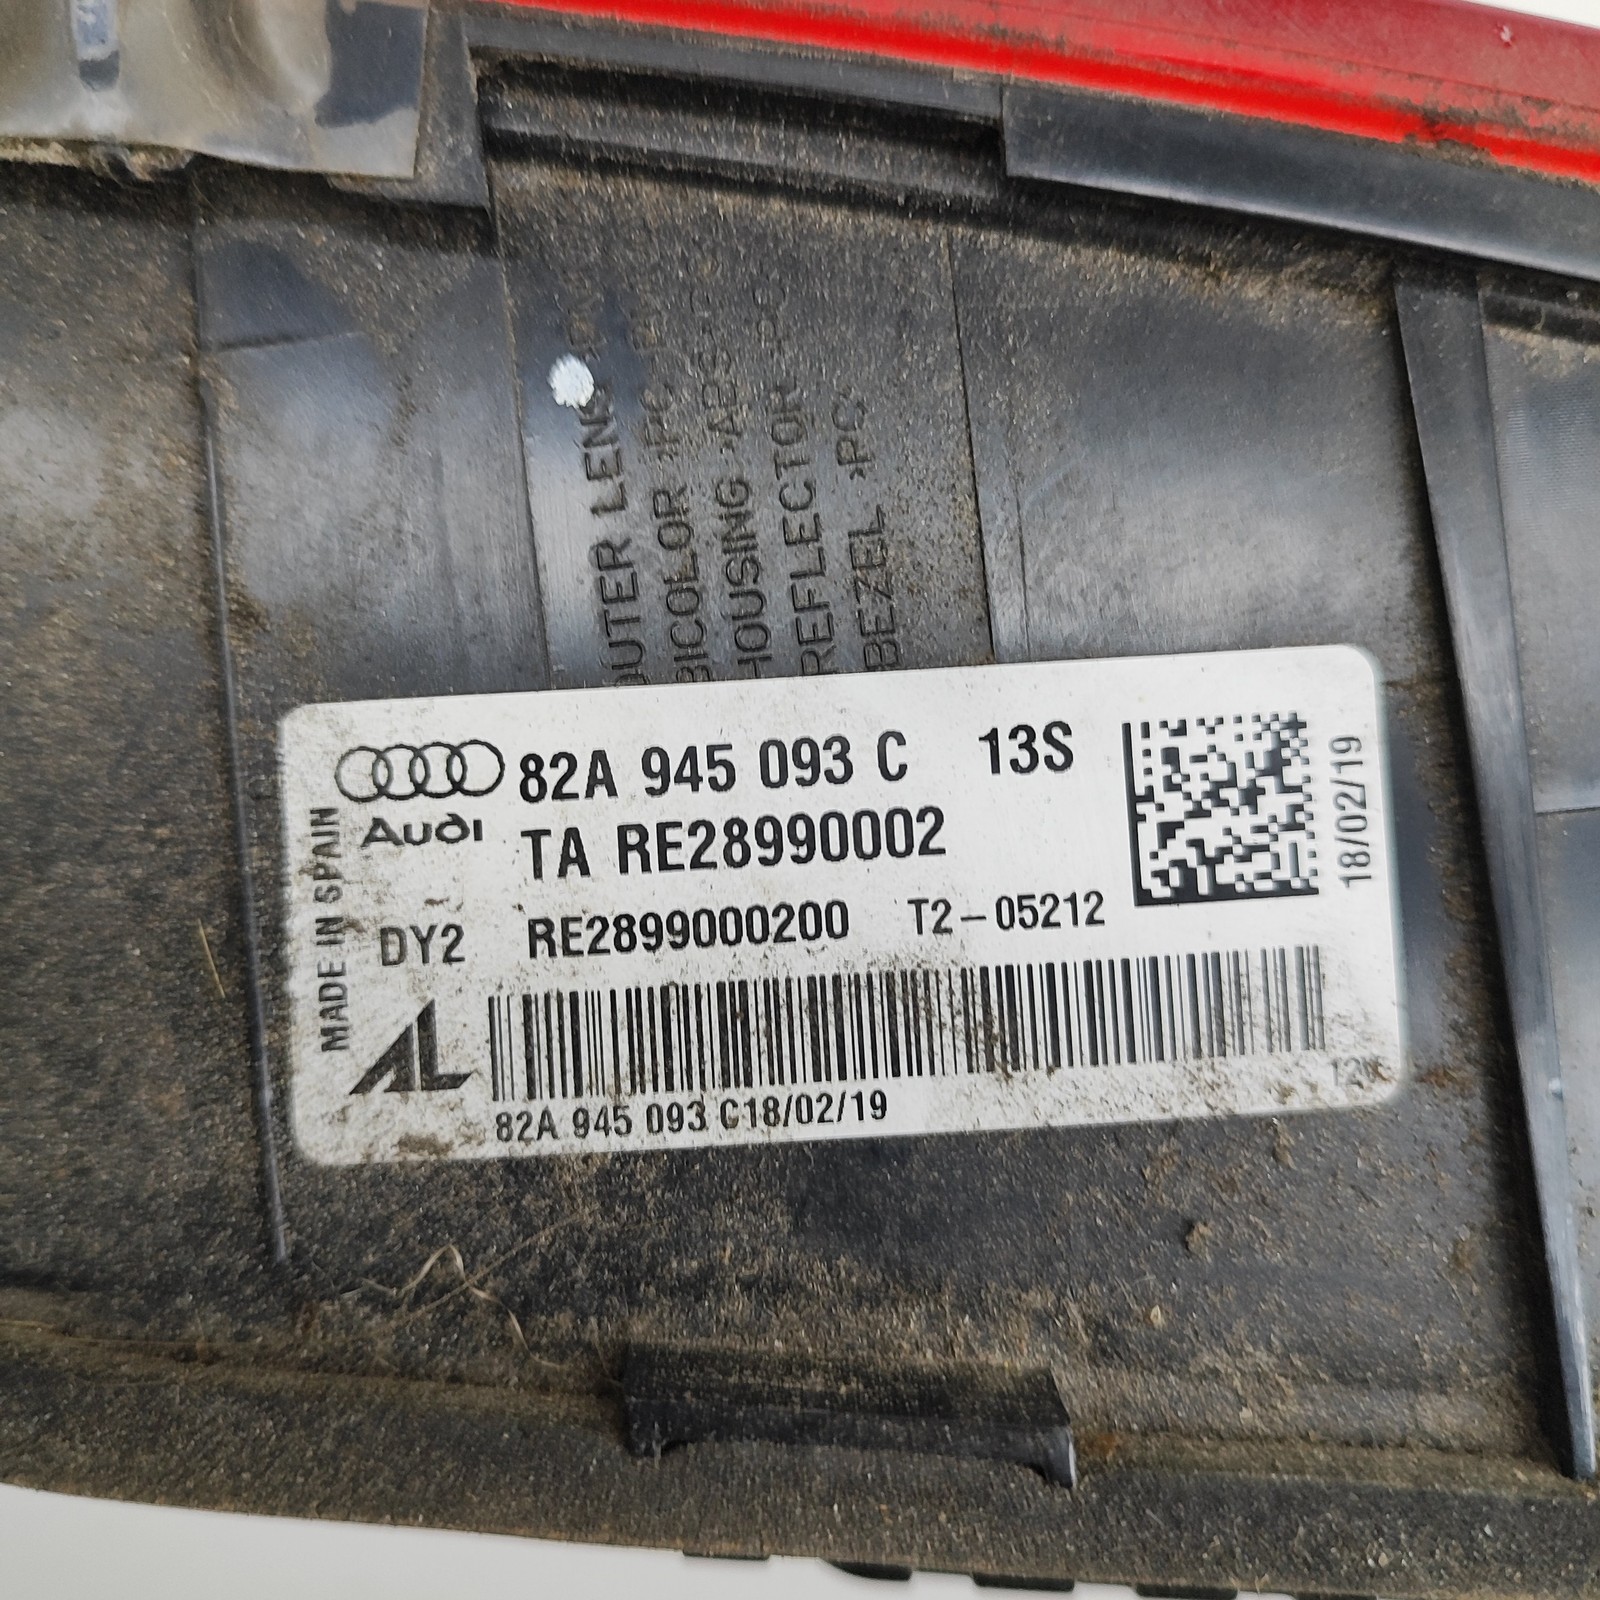 OUTER LENS
BICOLOR >PC
HOUSING >ABS
REFLECTOR >PC
BEZEL >PC<
82A 945 093 C 13S
Audi
TA RE28990002
DY2 RE2899000200 T2-05212
MADE IN SPAIN
18/02/19
AL
82A 945 093 C18/02/19